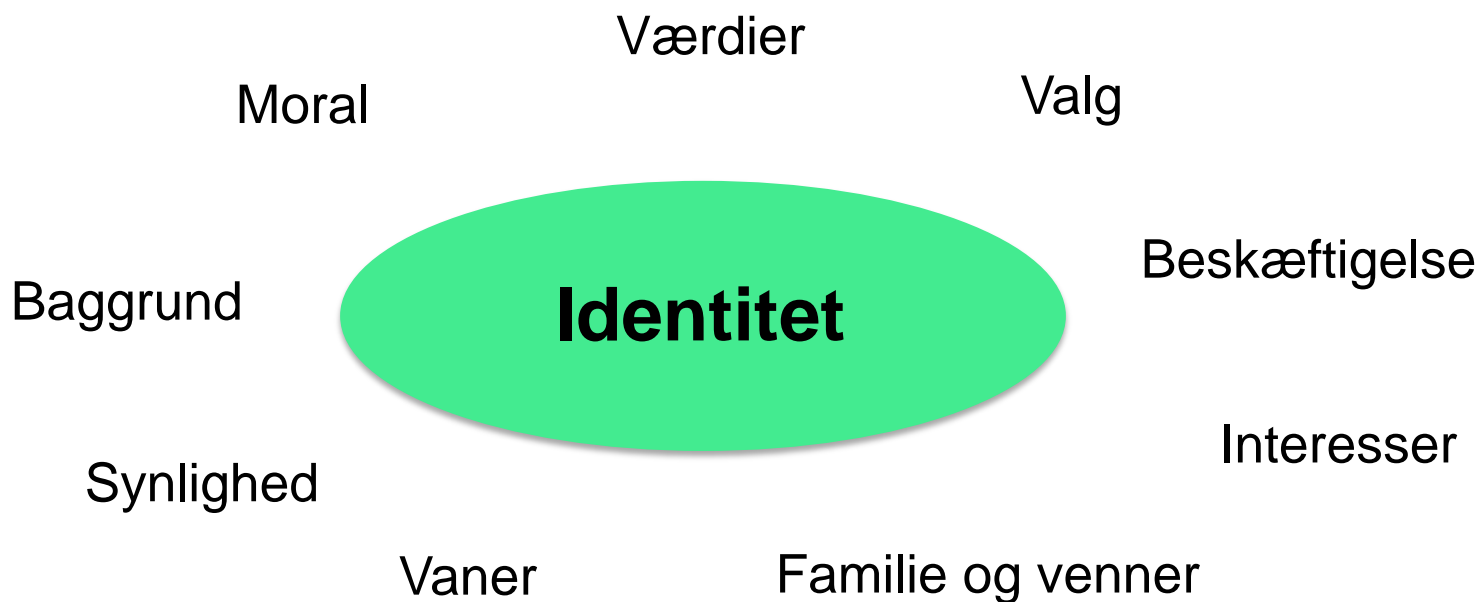 Værdier
Moral
Valg
Beskæftigelse
Baggrund
Identitet
Interesser
Synlighed
Vaner
Familie og venner